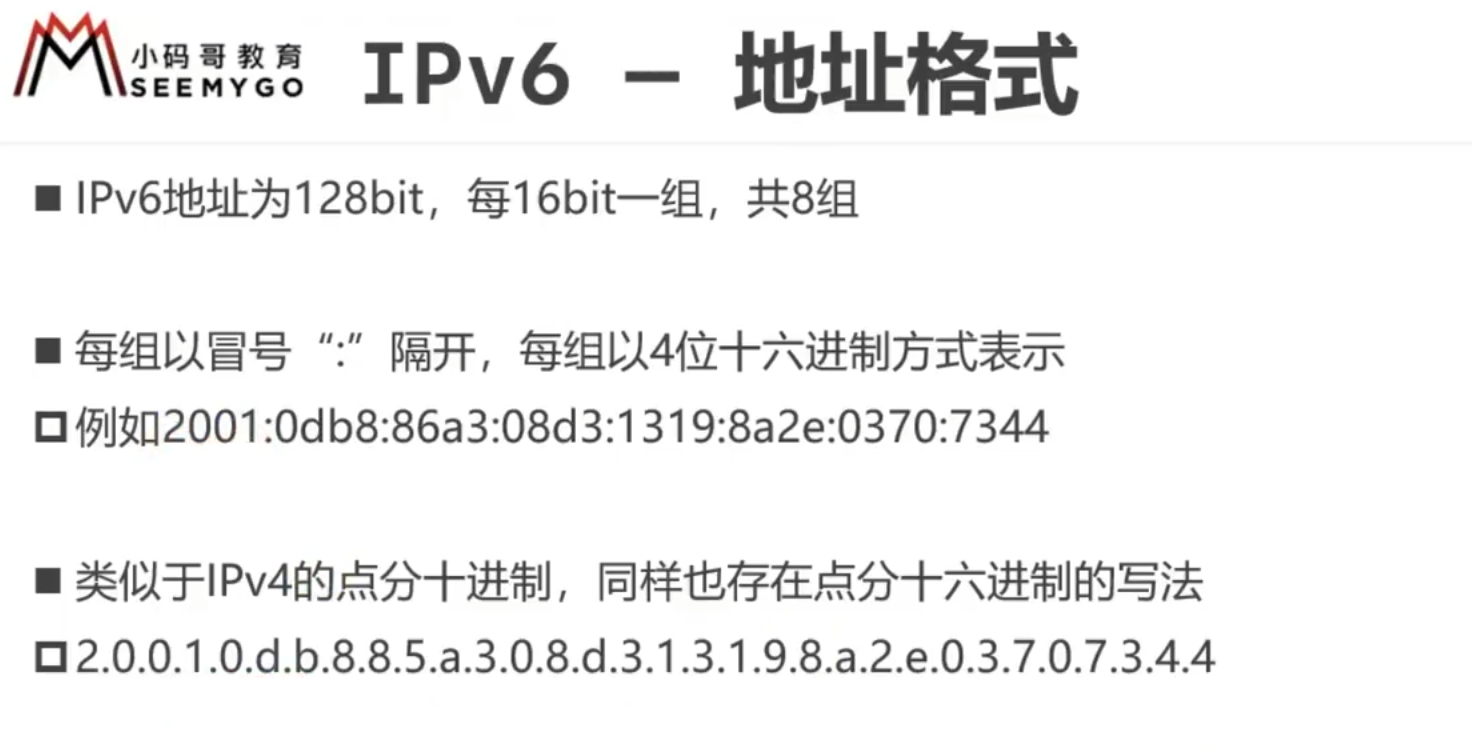 小码哥教育
SEEMYGO
IPv6 – 地址格式
■ IPv6地址为128bit，每16bit一组，共8组
■ 每组以冒号“:”隔开，每组以4位十六进制方式表示
例如2001:0db8:86a3:08d3:1319:8a2e:0370:7344
■ 类似于IPv4的点分十进制，同样也存在点分十六进制的写法
2.0.0.1.0.d.b.8.8.5.a.3.0.8.d.3.1.3.1.9.8.a.2.e.0.3.7.0.7.3.4.4